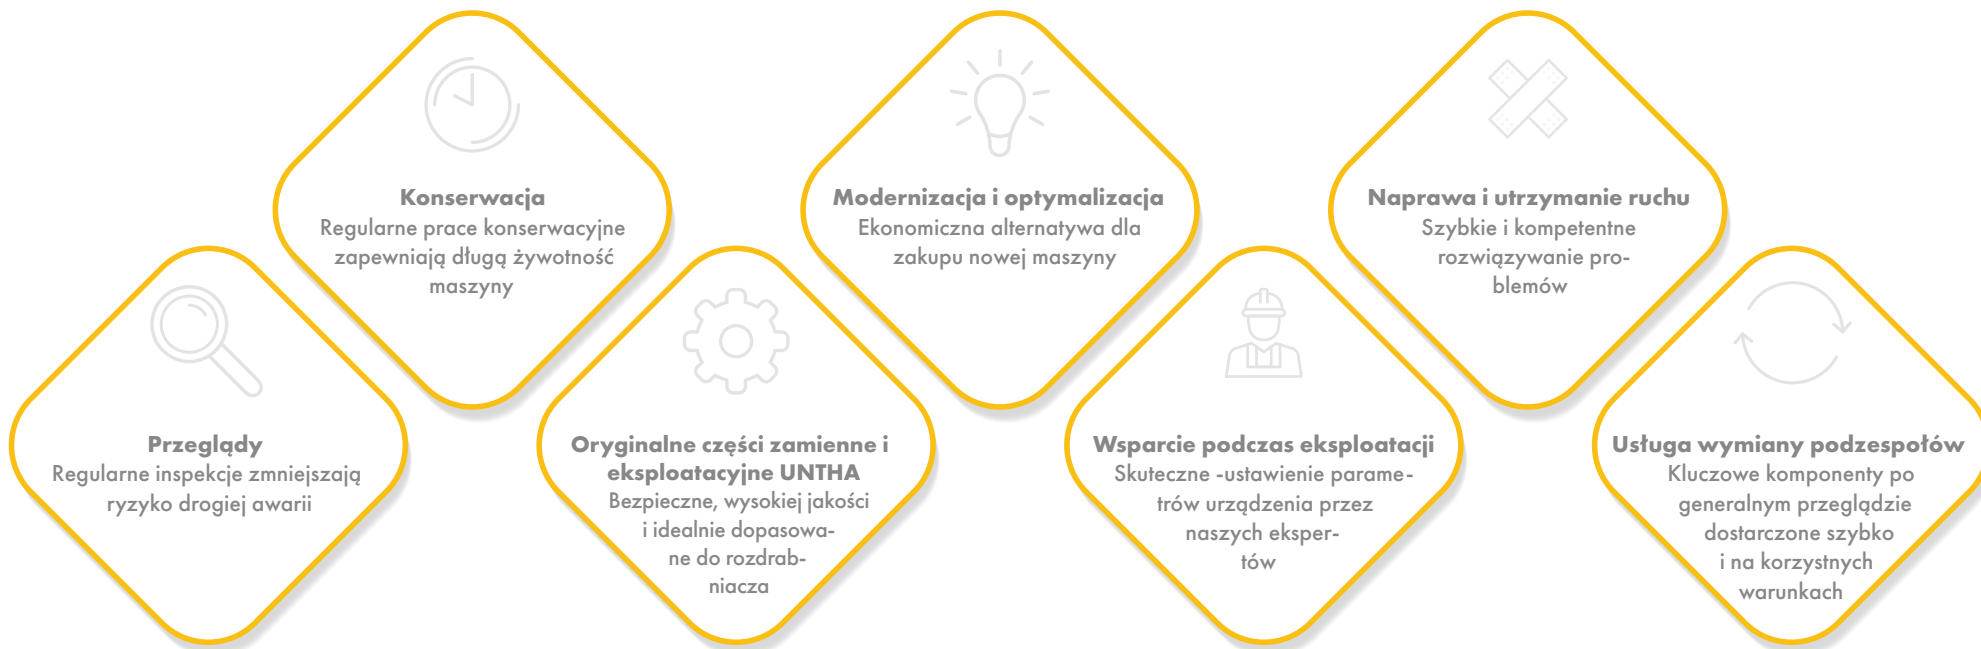 Przeglądy
Regularne inspekcje zmniejszają
ryzyko drogiej awarii
Konserwacja
Regularne prace konserwacyjne
zapewniają długą żywotność
maszyny
Oryginalne części zamienne i
eksploatacyjne UNTHA
Bezpieczne, wysokiej jakości
i idealnie dopasowa-
ne do rozdrab-
niacza
Modernizacja i optymalizacja
Ekonomiczna alternatywa dla
zakupu nowej maszyny
Wsparcie podczas eksploatacji
Skuteczne -ustawienie parame-
trów urządzenia przez
naszych eksper-
tów
Naprawa i utrzymanie ruchu
Szybkie i kompetentne
rozwiązywanie pro-
blemów
Usługa wymiany podzespołów
Kluczowe komponenty po
generalnym przeglądzie
dostarczone szybko
i na korzystnych
warunkach